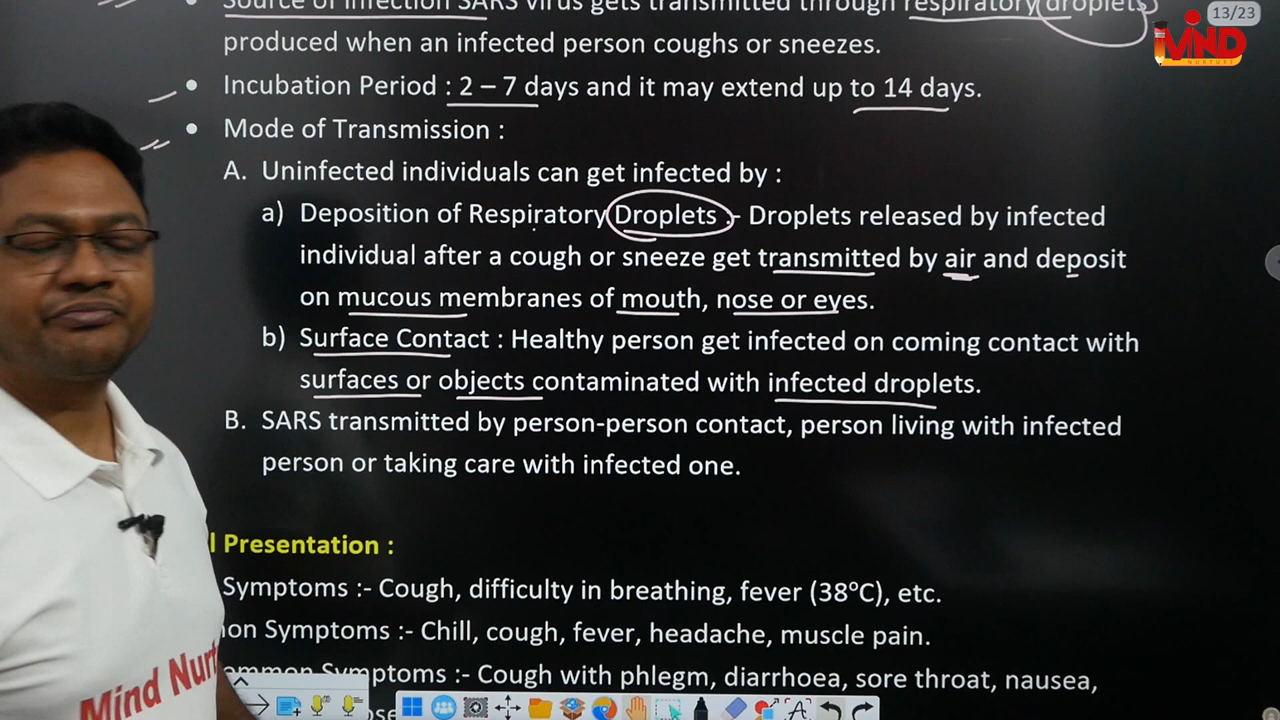 Source of Infection SARS virus gets transmitted through respiratory droplets
produced when an infected person coughs or sneezes.
• Incubation Period : 2 – 7 days and it may extend up to 14 days.
• Mode of Transmission :
A. Uninfected individuals can get infected by :
a) Deposition of Respiratory Droplets :- Droplets released by infected
individual after a cough or sneeze get transmitted by air and deposit
on mucous membranes of mouth, nose or eyes.
b) Surface Contact : Healthy person get infected on coming contact with
surfaces or objects contaminated with infected droplets.
B. SARS transmitted by person-person contact, person living with infected
person or taking care with infected one.
l Presentation :
Symptoms :- Cough, difficulty in breathing, fever (38°C), etc.
on Symptoms :- Chill, cough, fever, headache, muscle pain.
ommon Symptoms :- Cough with phlegm, diarrhoea, sore throat, nausea,
13/23
MIND
NURTURE
Mind Nurt